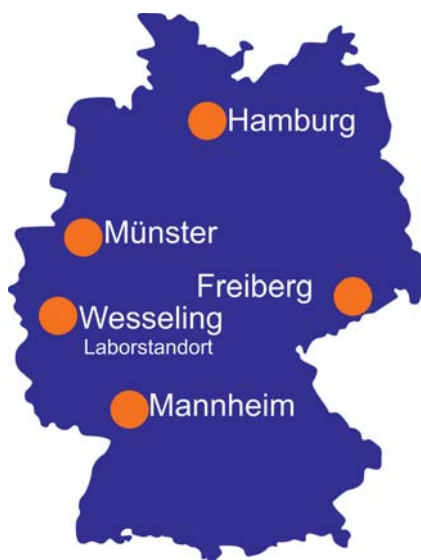 Hamburg
Münster
Freiberg
Wesseling
Laborstandort
Mannheim